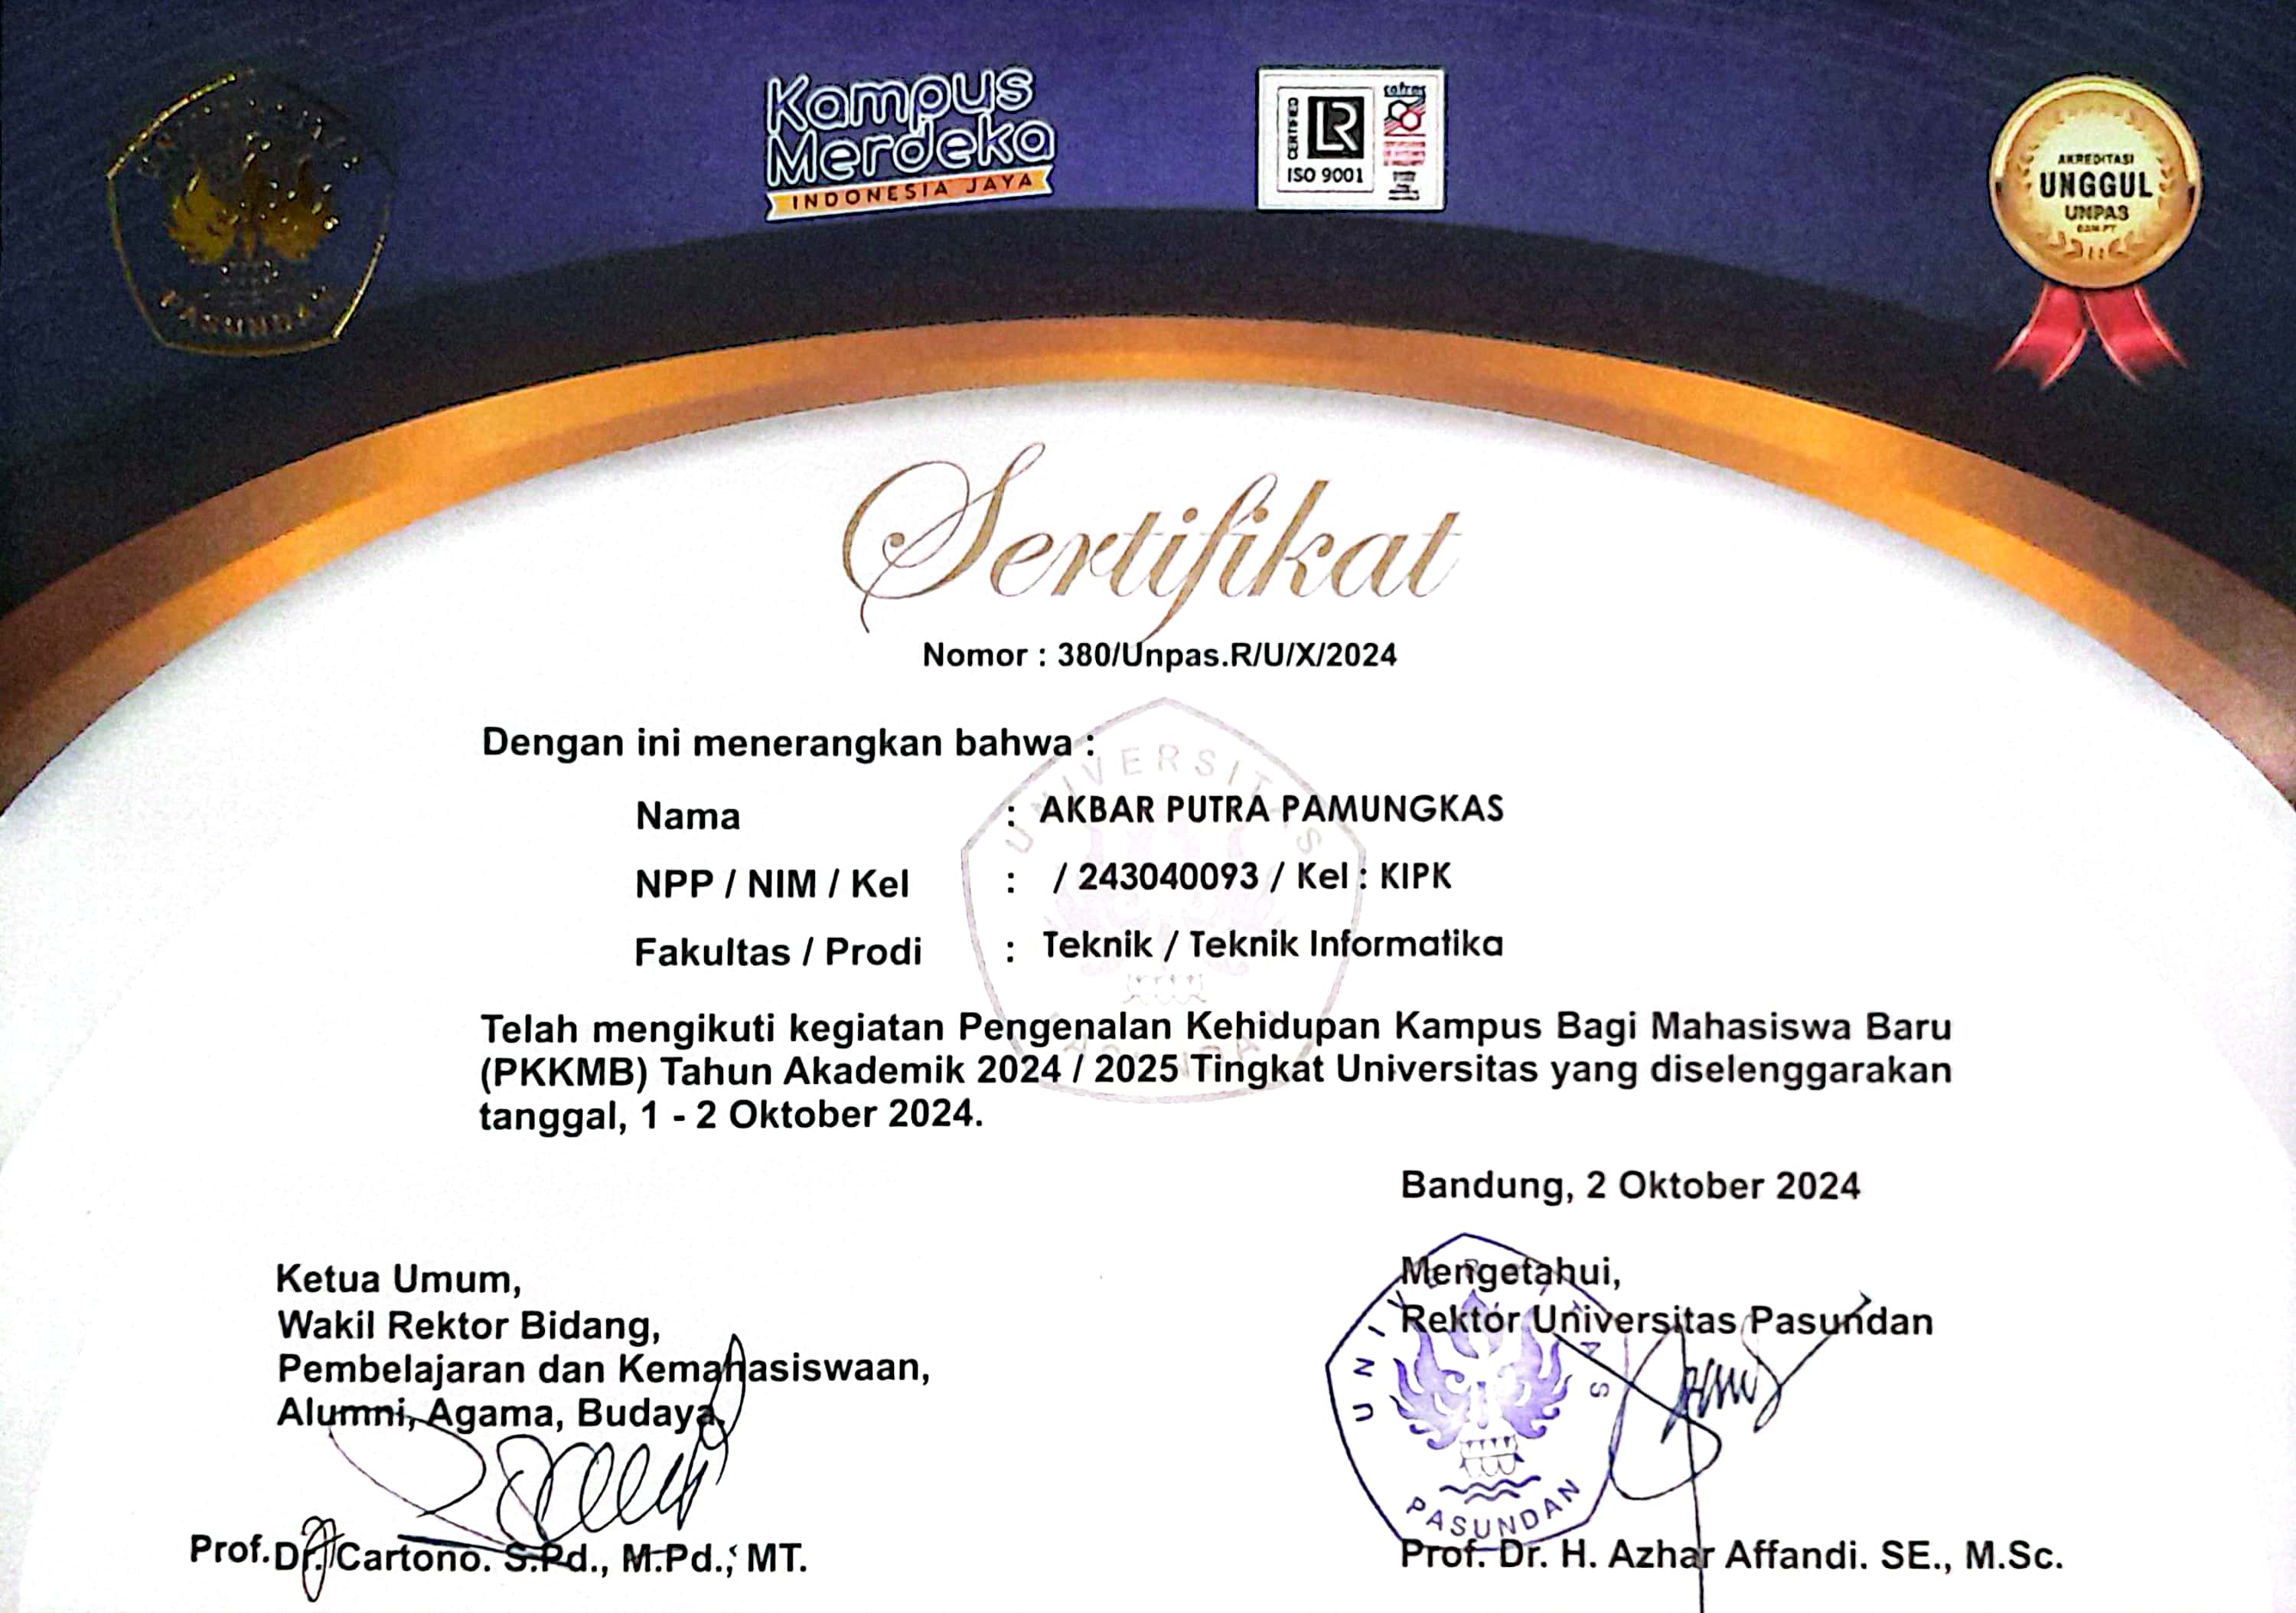 PASUNDAN
Kampus
Merdeka
INDONESIA JAYA
CERTIFIED
LR
ISO 9001
cofrac
AKREDITASI
UNGGUL
UNPAS
Sertifikat
Nomor : 380/Unpas.R/U/X/2024
Dengan ini menerangkan bahwa :
UNIVERSITAS
Nama : AKBAR PUTRA PAMUNGKAS
NPP / NIM / Kel : / 243040093 / Kel : KIPK
Fakultas / Prodi : Teknik / Teknik Informatika
Telah mengikuti kegiatan Pengenalan Kehidupan Kampus Bagi Mahasiswa Baru
(PKKMB) Tahun Akademik 2024 / 2025 Tingkat Universitas yang diselenggarakan
tanggal, 1 - 2 Oktober 2024.
Bandung, 2 Oktober 2024
Ketua Umum,
Wakil Rektor Bidang,
Pembelajaran dan Kemahasiswaan,
Alumni, Agama, Budaya,
Prof. Dr. Cartono. S.Pd., M.Pd., MT.
Mengetahui,
Rektor Universitas Pasundan
UNIVERSITAS
PASUNDAN
Prof. Dr. H. Azhar Affandi. SE., M.Sc.